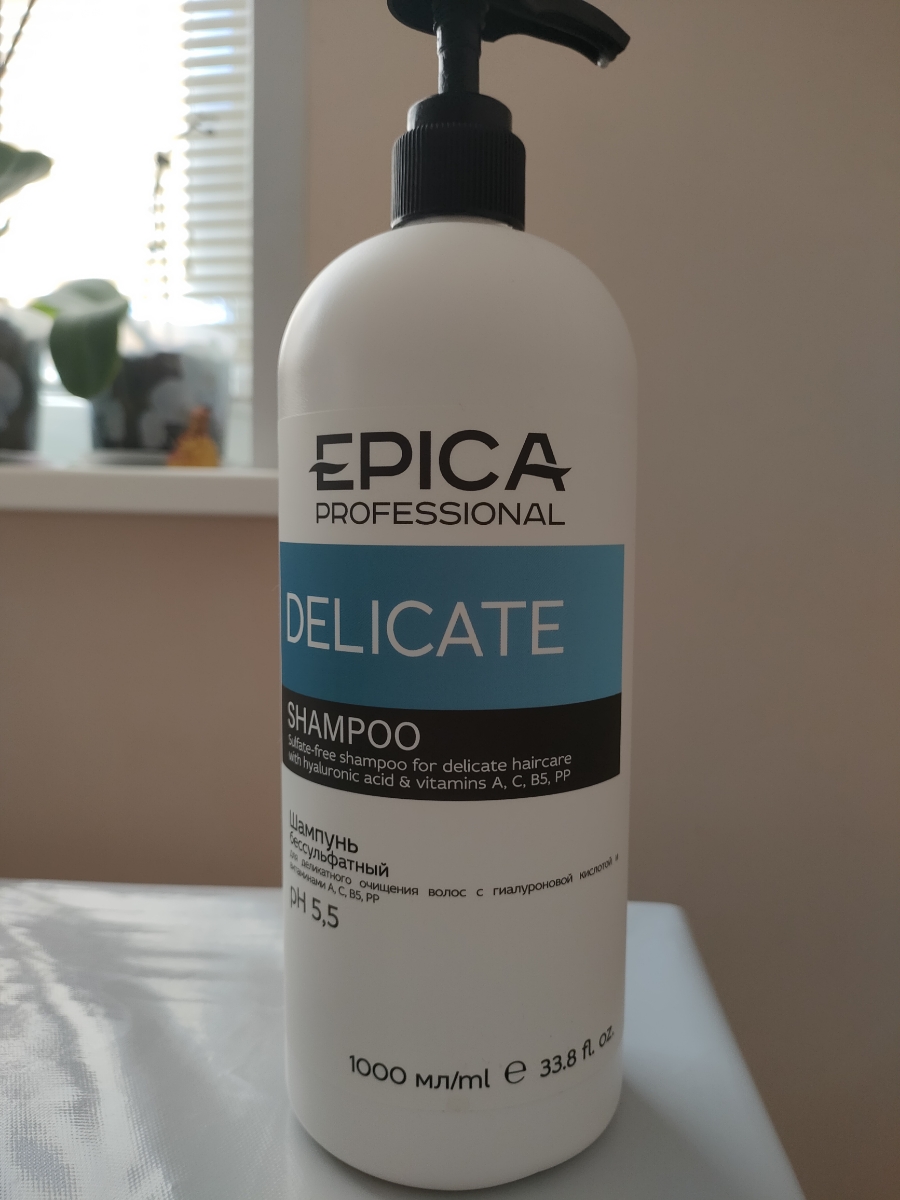 EPICA
PROFESSIONAL
DELICATE
SHAMPOO
Sulfate-free shampoo for delicate haircare
with hyaluronic acid & vitamins A, C, B5, PP
Шампунь
бессульфатный
для деликатного очищения волос с гиалуроновой кислотой и
витаминами A, C, B5, PP
pH 5,5
1000 мл/ml ℮ 33.8 fl. oz.